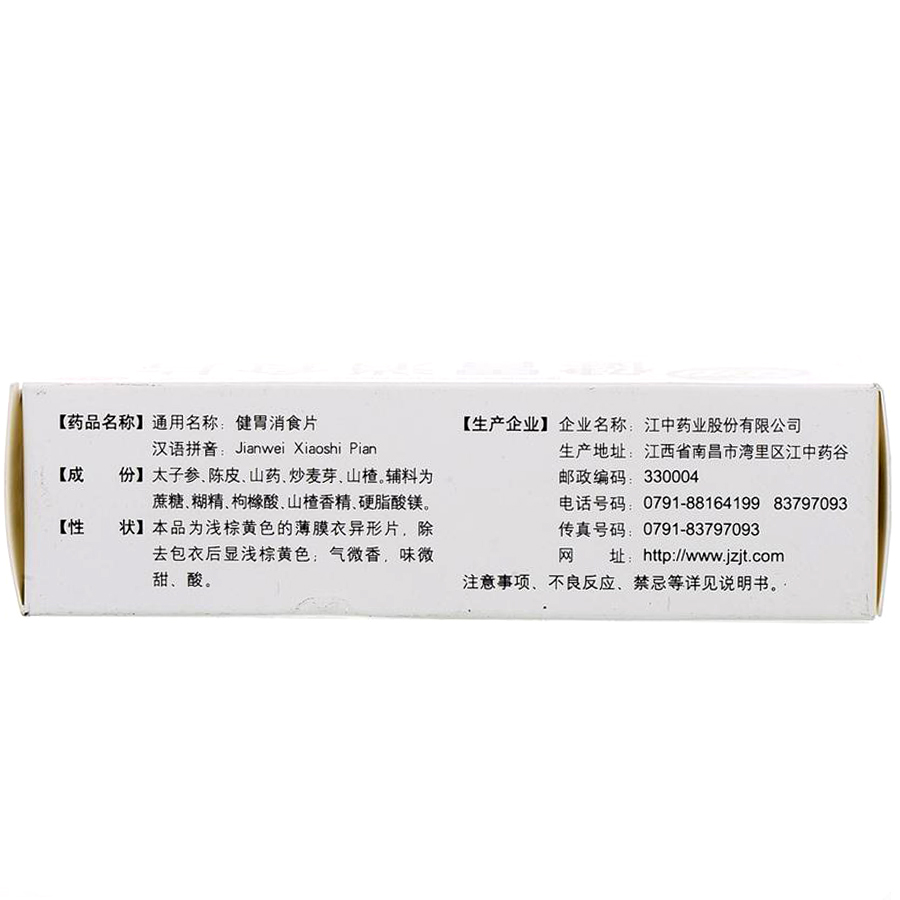 【药品名称】通用名称：健胃消食片
汉语拼音：Jianwei Xiaoshi Pian
【成 份】太子参、陈皮、山药、炒麦芽、山楂。辅料为
蔗糖、糊精、枸橼酸、山楂香精、硬脂酸镁。
【性 状】本品为浅棕黄色的薄膜衣异形片，除
去包衣后显浅棕黄色；气微香，味微
甜、酸。
【生产企业】企业名称：江中药业股份有限公司
生产地址：江西省南昌市湾里区江中药谷
邮政编码：330004
电话号码：0791-88164199 83797093
传真号码：0791-83797093
网 址：http://www.jzjt.com
注意事项、不良反应、禁忌等详见说明书。